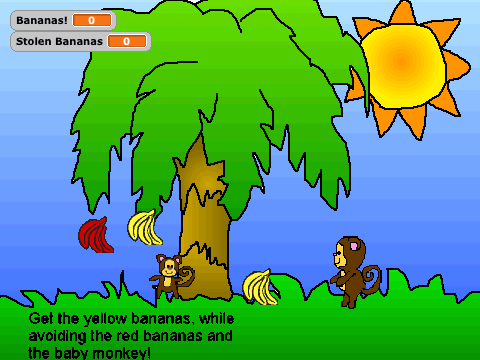 Bananas! 0
Stolen Bananas 0
Get the yellow bananas, while
avoiding the red bananas and
the baby monkey!